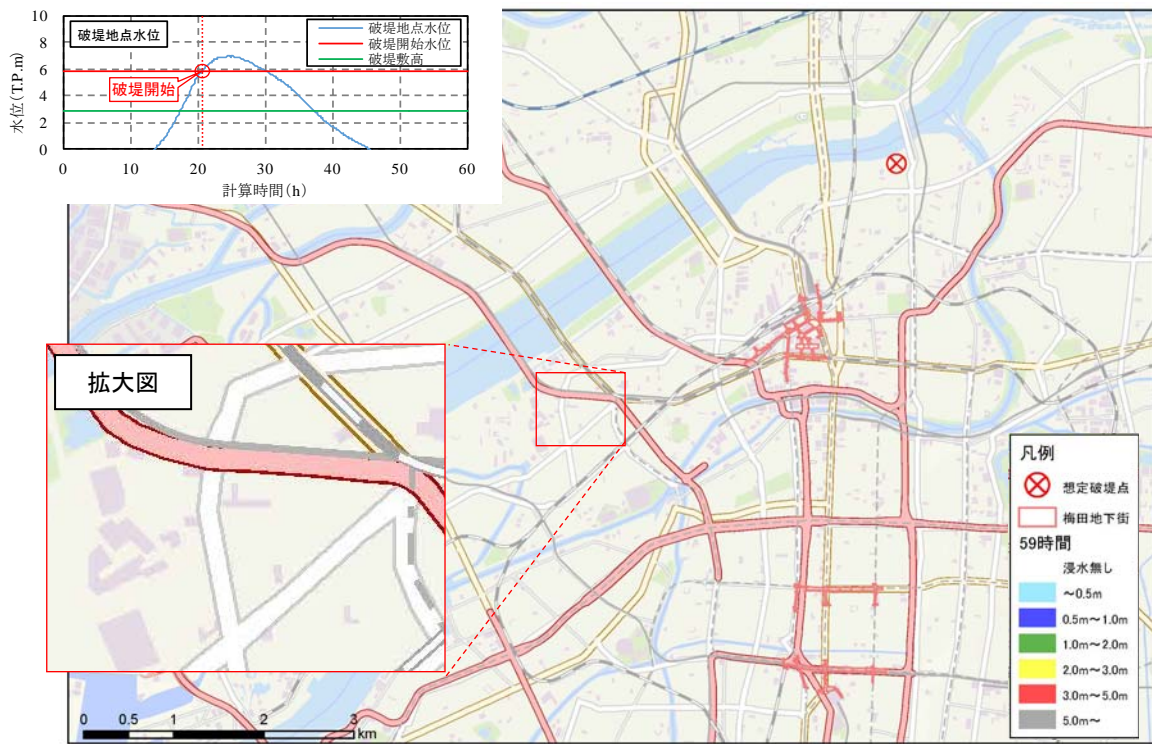 破堤地点水位
破堤地点水位
破堤開始水位
破堤敷高
破堤開始
水位(T.P.m)
10
8
6
4
2
0
0 10 20 30 40 50 60
計算時間(h)
拡大図
凡例
想定破堤点
梅田地下街
59時間
浸水無し
～0.5m
0.5m～1.0m
1.0m～2.0m
2.0m～3.0m
3.0m～5.0m
5.0m～
0 0.5 1 2 3
km